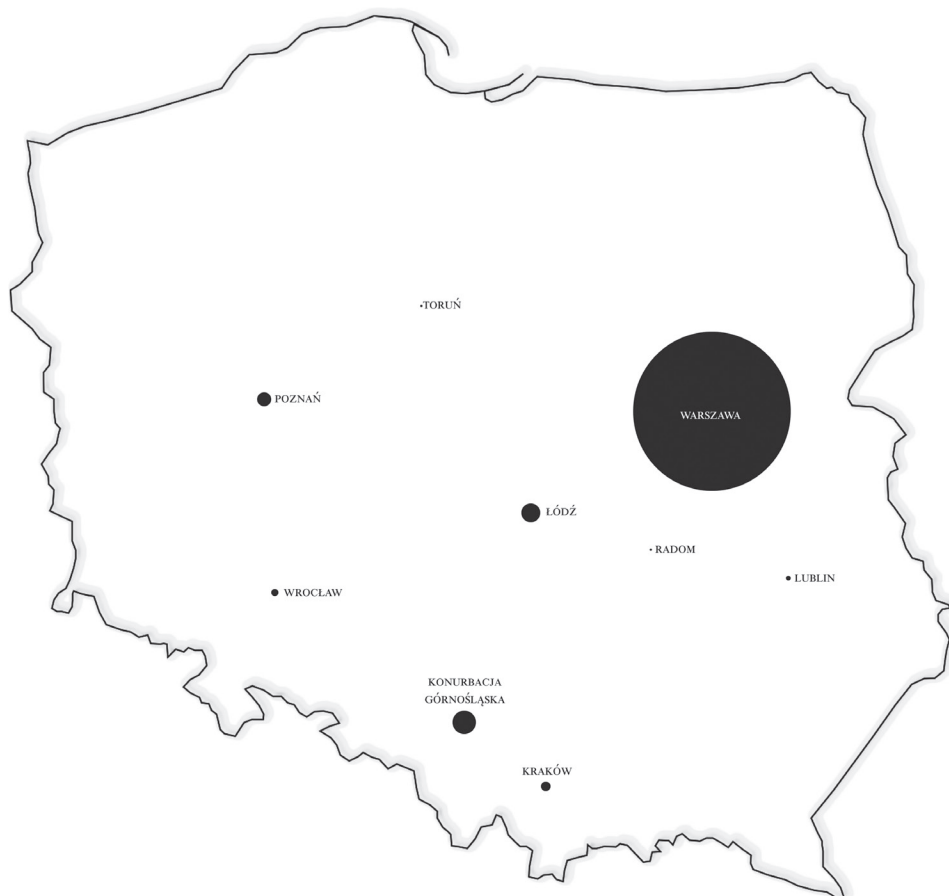 TORUŃ
POZNAŃ
WARSZAWA
ŁÓDŹ
RADOM
LUBLIN
WROCŁAW
KONURBACJA
GÓRNOŚLĄSKA
KRAKÓW